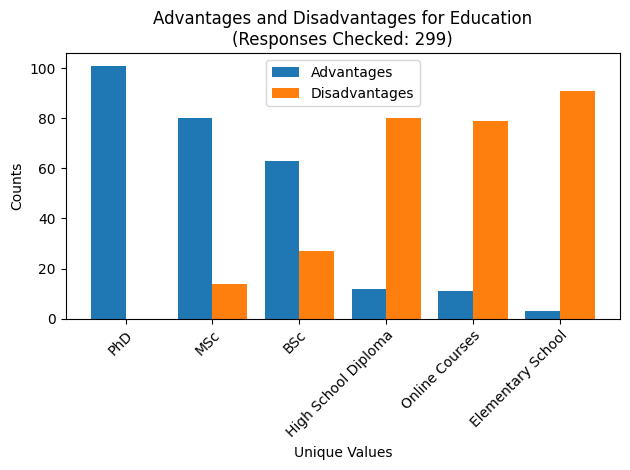 Advantages and Disadvantages for Education
(Responses Checked: 299)
Advantages
Disadvantages
Counts
100
80
60
40
20
0
PhD
MSc
BSc
High School Diploma
Online Courses
Elementary School
Unique Values